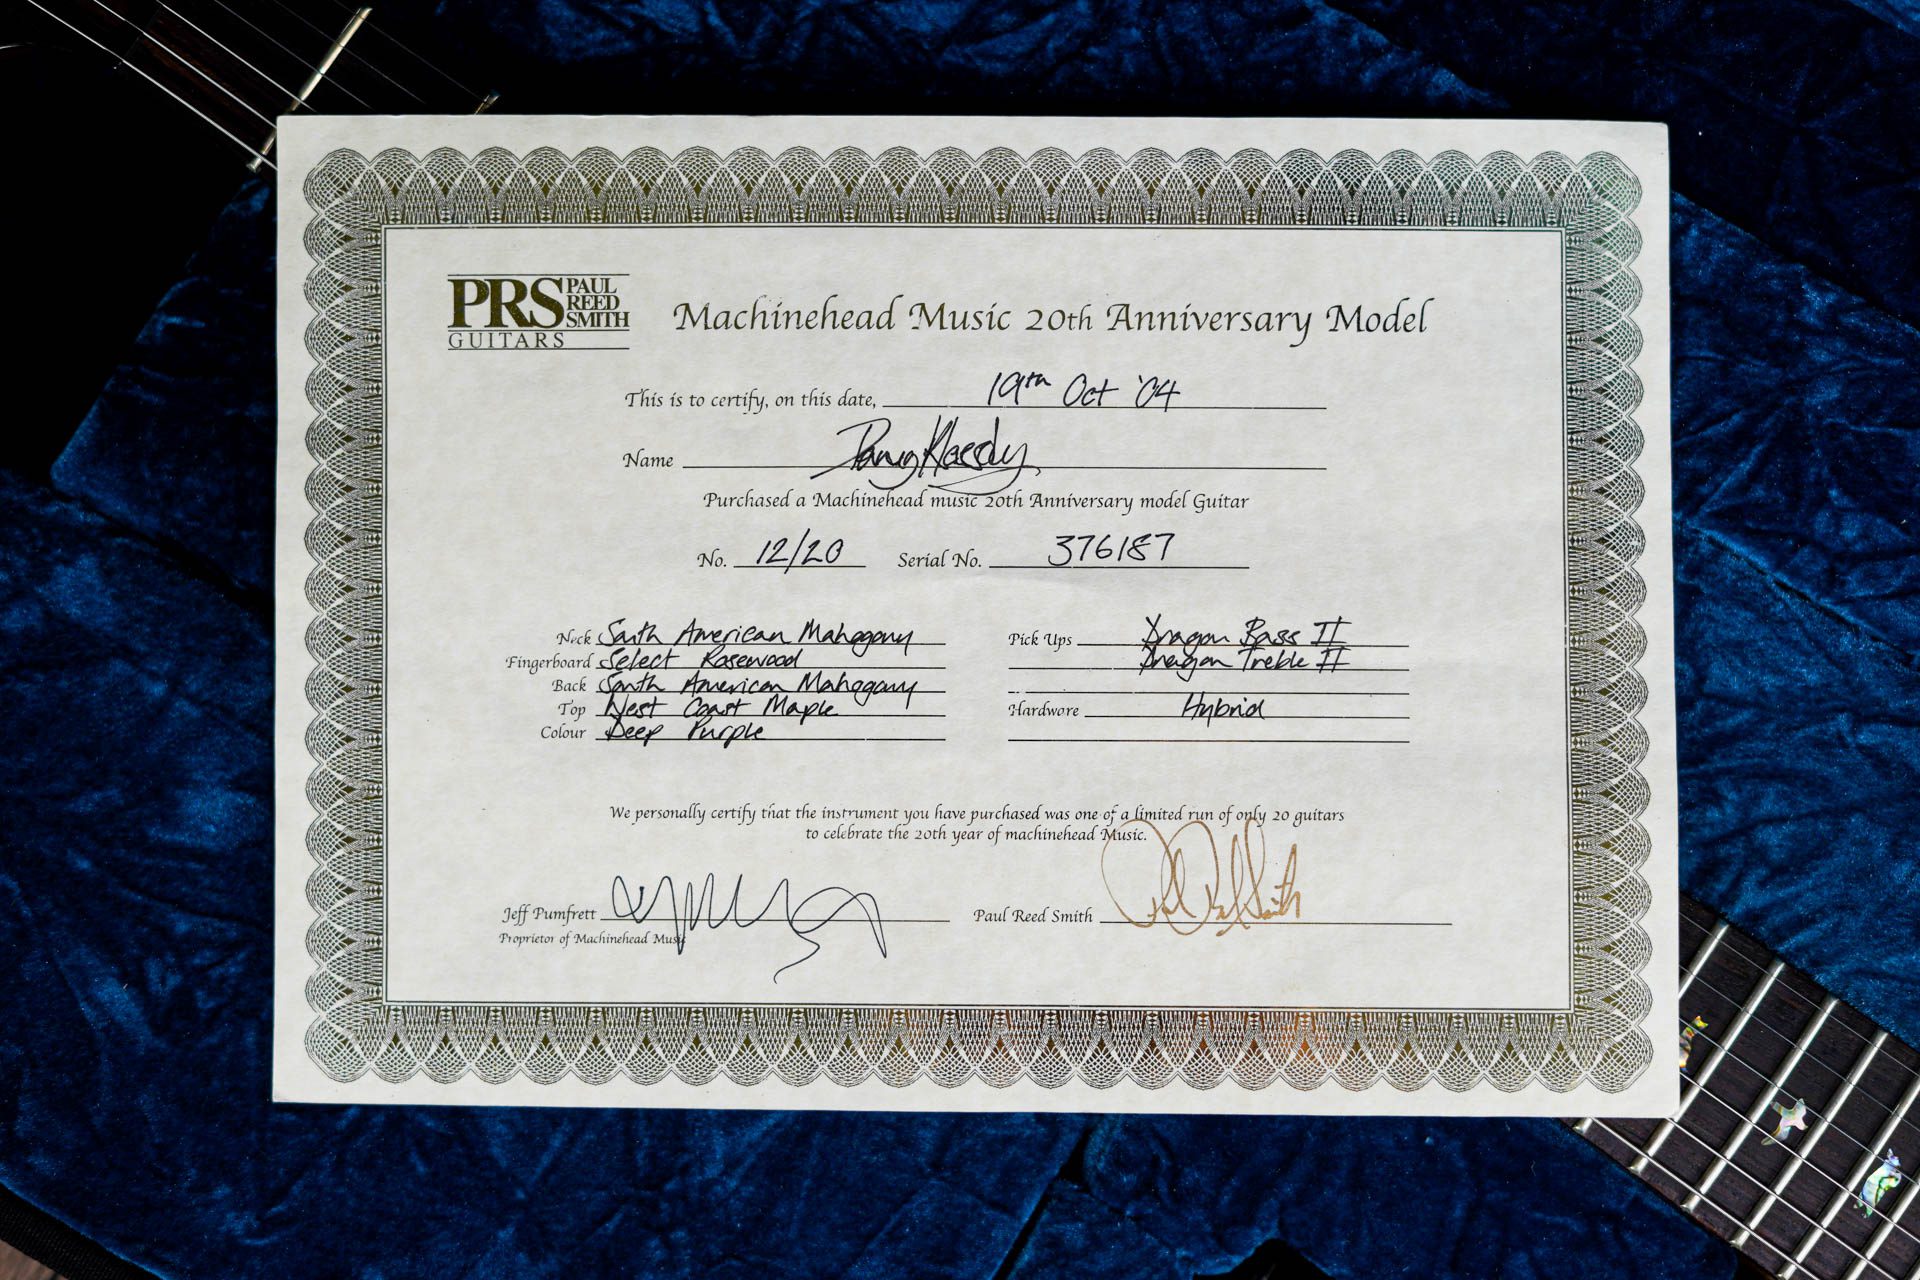 PRS PAUL REED SMITH
GUITARS
Machinehead Music 20th Anniversary Model
This is to certify, on this date, 19th Oct '04
Name
Purchased a Machinehead music 20th Anniversary model Guitar
No. 12/20 Serial No. 376187
Neck South American Mahogany
Fingerboard Select Rosewood
Back South American Mahogany
Top West Coast Maple
Colour Deep Purple
Pick Ups Dragon Bass II
Dragon Treble II
Hardware Hybrid
We personally certify that the instrument you have purchased was one of a limited run of only 20 guitars
to celebrate the 20th year of machinehead Music.
Jeff Pumfrett
Proprietor of Machinehead Music
Paul Reed Smith Paul Reed Smith